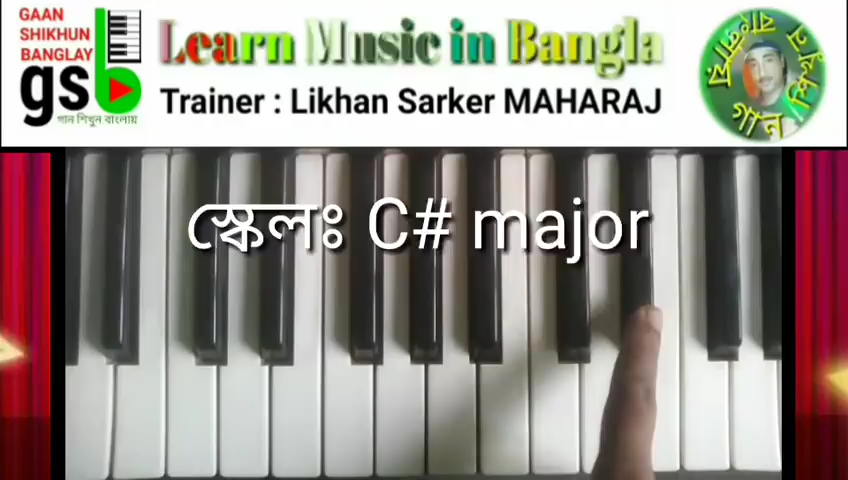 GAAN
SHIKHUN
BANGLAY
gsb
গান শিখুন বাংলায়
Learn Music in Bangla
Trainer : Likhan Sarker MAHARAJ
গান শিখুন বাংলায়
স্কেলঃ C# major